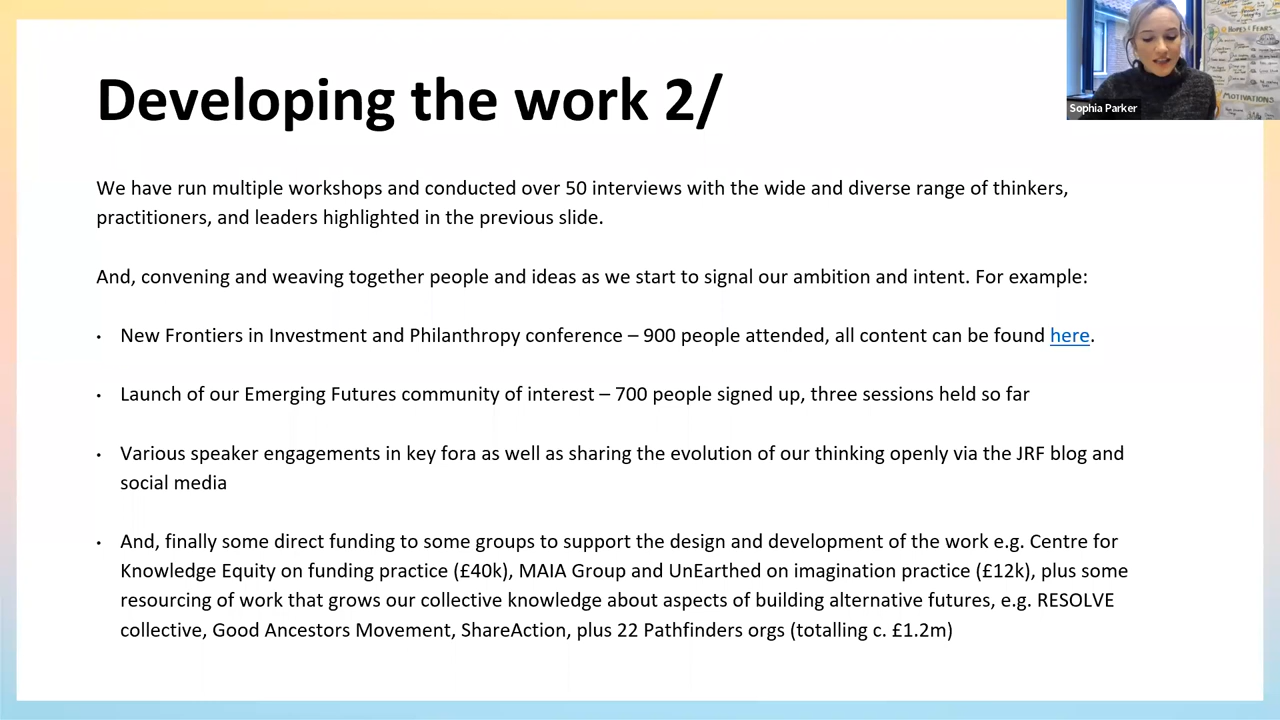 Developing the work 2/
Sophia Parker
HOPES & FEARS
MOTIVATIONS
We have run multiple workshops and conducted over 50 interviews with the wide and diverse range of thinkers,
practitioners, and leaders highlighted in the previous slide.
And, convening and weaving together people and ideas as we start to signal our ambition and intent. For example:
• New Frontiers in Investment and Philanthropy conference – 900 people attended, all content can be found here.
• Launch of our Emerging Futures community of interest – 700 people signed up, three sessions held so far
• Various speaker engagements in key fora as well as sharing the evolution of our thinking openly via the JRF blog and
social media
• And, finally some direct funding to some groups to support the design and development of the work e.g. Centre for
Knowledge Equity on funding practice (£40k), MAIA Group and UnEarthed on imagination practice (£12k), plus some
resourcing of work that grows our collective knowledge about aspects of building alternative futures, e.g. RESOLVE
collective, Good Ancestors Movement, ShareAction, plus 22 Pathfinders orgs (totalling c. £1.2m)